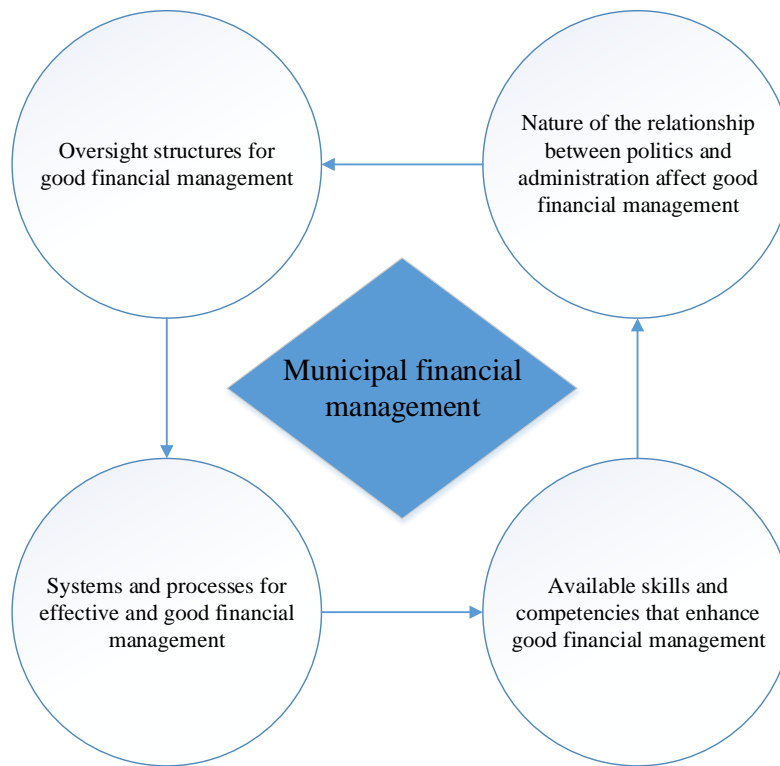 Oversight structures for
good financial management
Nature of the relationship
between politics and
administration affect good
financial management
Municipal financial
management
Systems and processes for
effective and good financial
management
Available skills and
competencies that enhance
good financial management